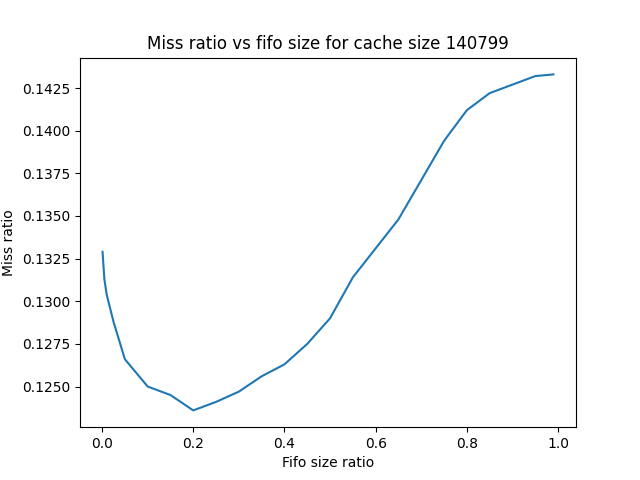 Miss ratio vs fifo size for cache size 140799
Miss ratio
0.1425
0.1400
0.1375
0.1350
0.1325
0.1300
0.1275
0.1250
0.0 0.2 0.4 0.6 0.8 1.0
Fifo size ratio